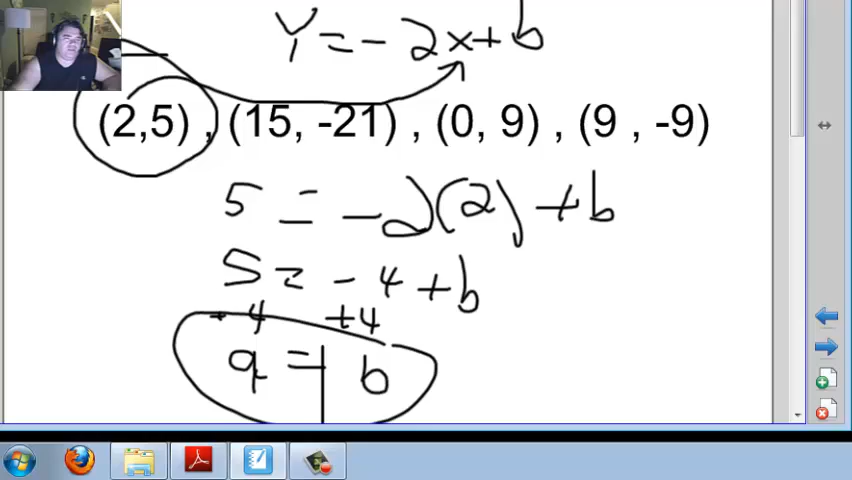 Y = - 2x + b
(2,5) , (15, -21) , (0, 9) , (9 , -9)
5 = -2(2) + b
5 = - 4 + b
+ 4 +4
9 = b